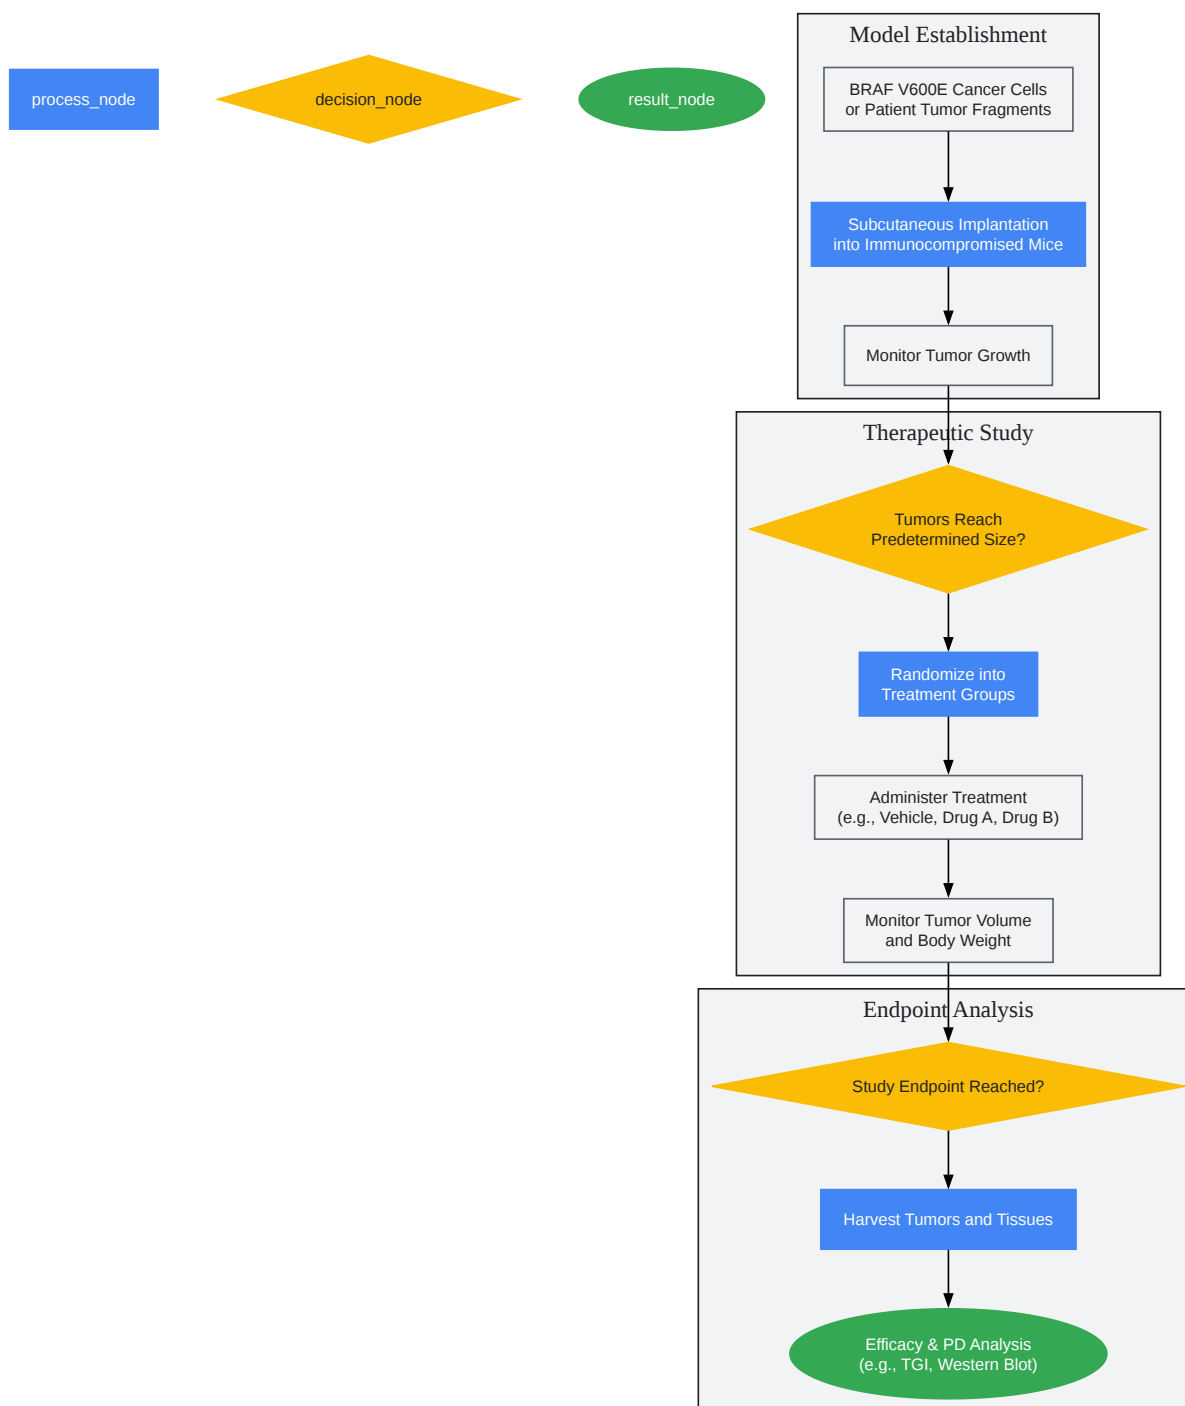 process_node
decision_node
result_node
Model Establishment
BRAF V600E Cancer Cells
or Patient Tumor Fragments
Subcutaneous Implantation
into Immunocompromised Mice
Monitor Tumor Growth
Therapeutic Study
Tumors Reach
Predetermined Size?
Randomize into
Treatment Groups
Administer Treatment
(e.g., Vehicle, Drug A, Drug B)
Monitor Tumor Volume
and Body Weight
Endpoint Analysis
Study Endpoint Reached?
Harvest Tumors and Tissues
Efficacy & PD Analysis
(e.g., TGI, Western Blot)